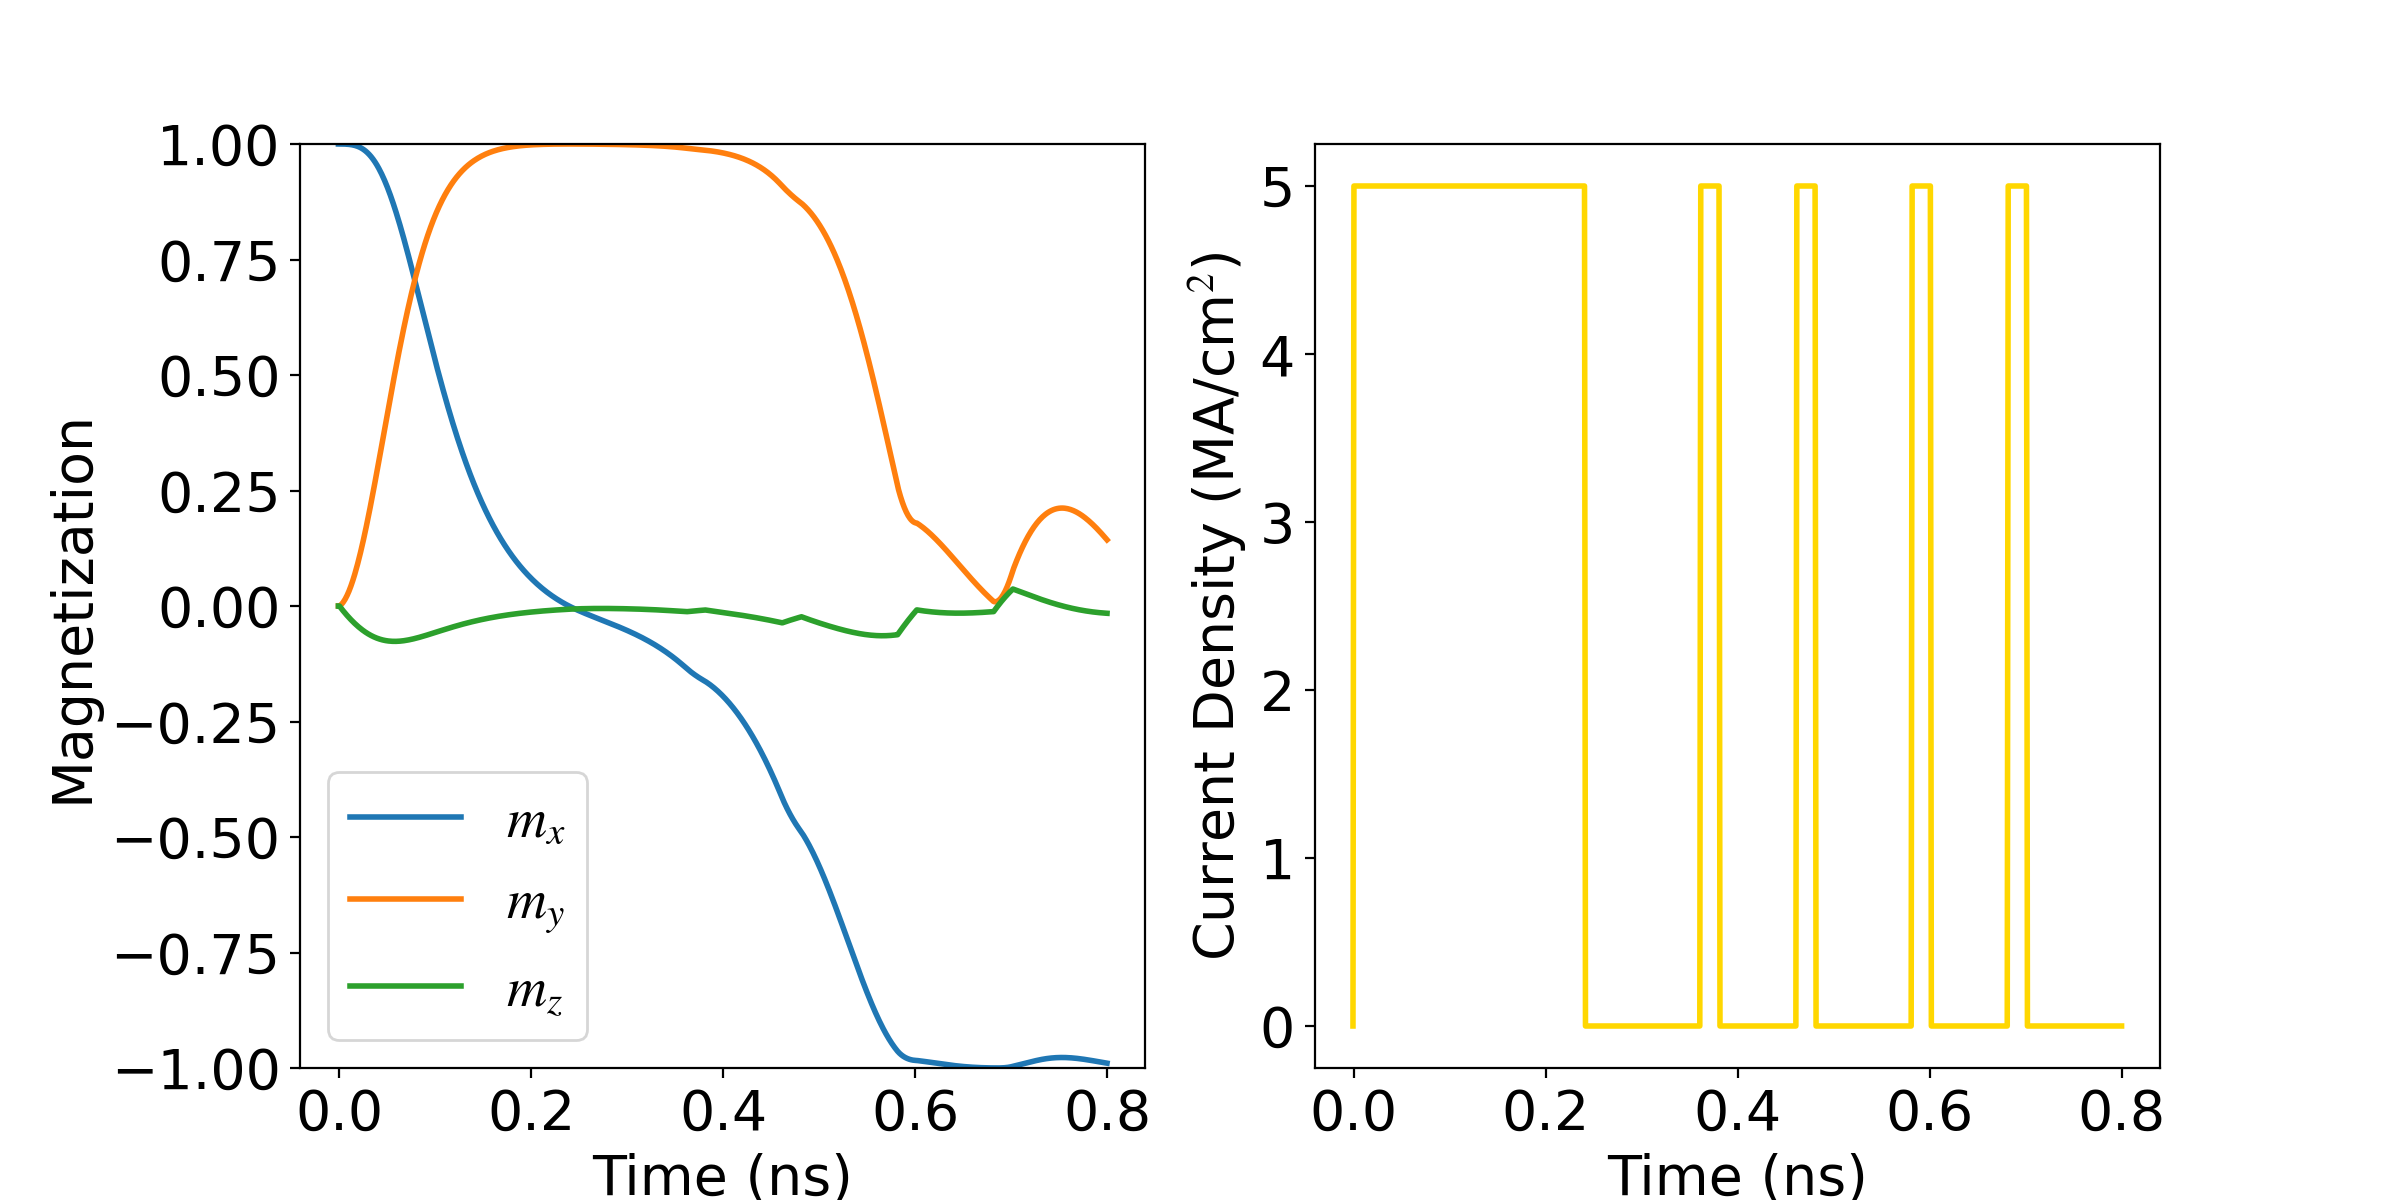 Magnetization
1.00
0.75
0.50
0.25
0.00
−0.25
−0.50
−0.75
−1.00
m_x
m_y
m_z
0.0 0.2 0.4 0.6 0.8
Time (ns)
Current Density (MA/cm²)
5
4
3
2
1
0
0.0 0.2 0.4 0.6 0.8
Time (ns)